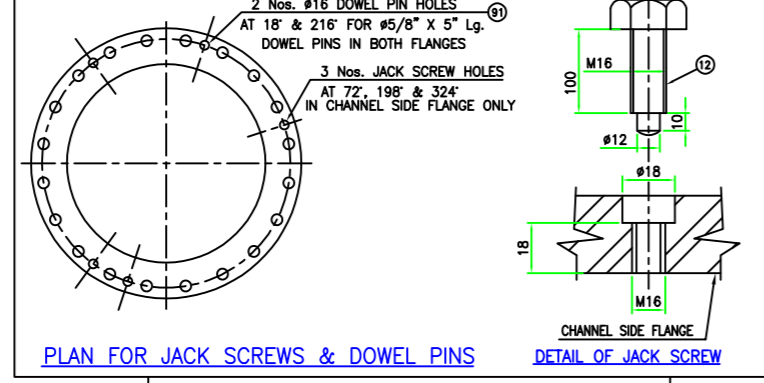 2 Nos. ø16 DOWEL PIN HOLES
91
AT 18° & 216° FOR ø5/8" X 5" Lg.
DOWEL PINS IN BOTH FLANGES
3 Nos. JACK SCREW HOLES
AT 72°, 198° & 324°
IN CHANNEL SIDE FLANGE ONLY
PLAN FOR JACK SCREWS & DOWEL PINS
M16
12
100
10
ø12
ø18
18
M16
CHANNEL SIDE FLANGE
DETAIL OF JACK SCREW